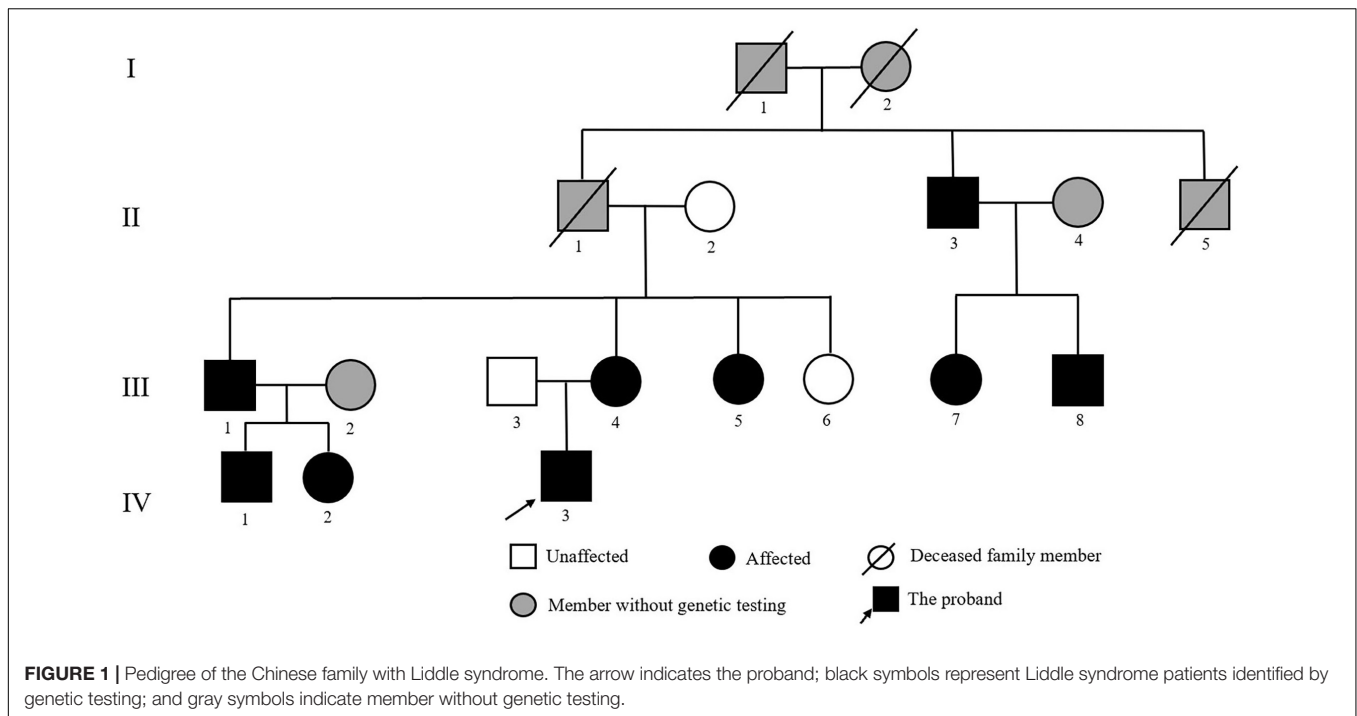 I
1 2
II
1 2 3 4 5
III
1 2 3 4 5 6 7 8
IV
1 2 3
Unaffected Affected Deceased family member
Member without genetic testing The proband
FIGURE 1 | Pedigree of the Chinese family with Liddle syndrome. The arrow indicates the proband; black symbols represent Liddle syndrome patients identified by
genetic testing; and gray symbols indicate member without genetic testing.